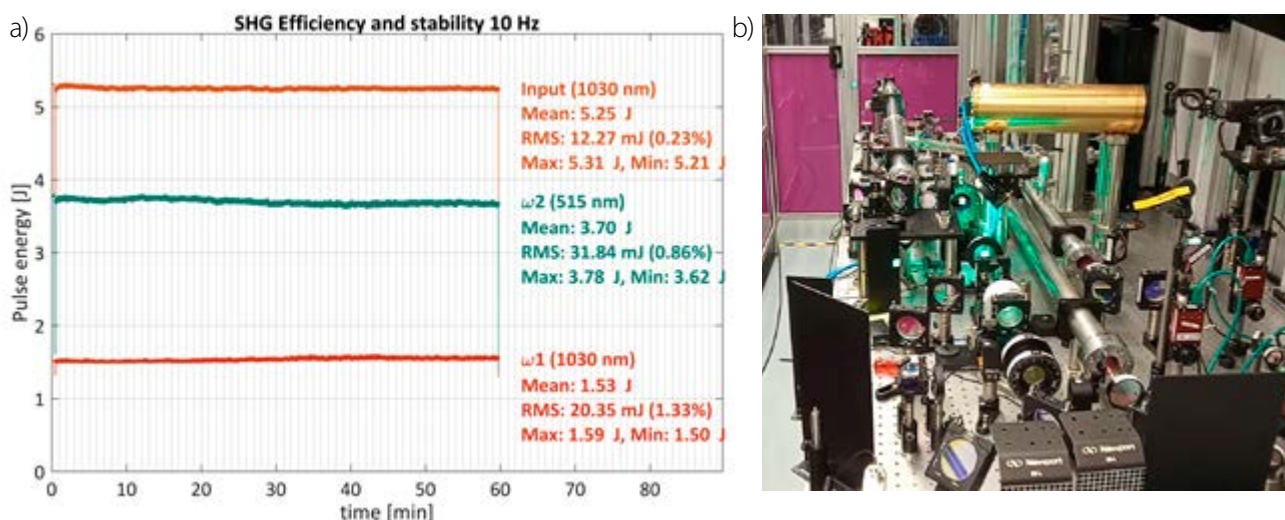 a)
SHG Efficiency and stability 10 Hz
6
5
4
3
2
1
0
Pulse energy [J]
0 10 20 30 40 50 60 70 80
time [min]
Input (1030 nm)
Mean: 5.25 J
RMS: 12.27 mJ (0.23%)
Max: 5.31 J, Min: 5.21 J
ω2 (515 nm)
Mean: 3.70 J
RMS: 31.84 mJ (0.86%)
Max: 3.78 J, Min: 3.62 J
ω1 (1030 nm)
Mean: 1.53 J
RMS: 20.35 mJ (1.33%)
Max: 1.59 J, Min: 1.50 J
b)
Newport
Newport